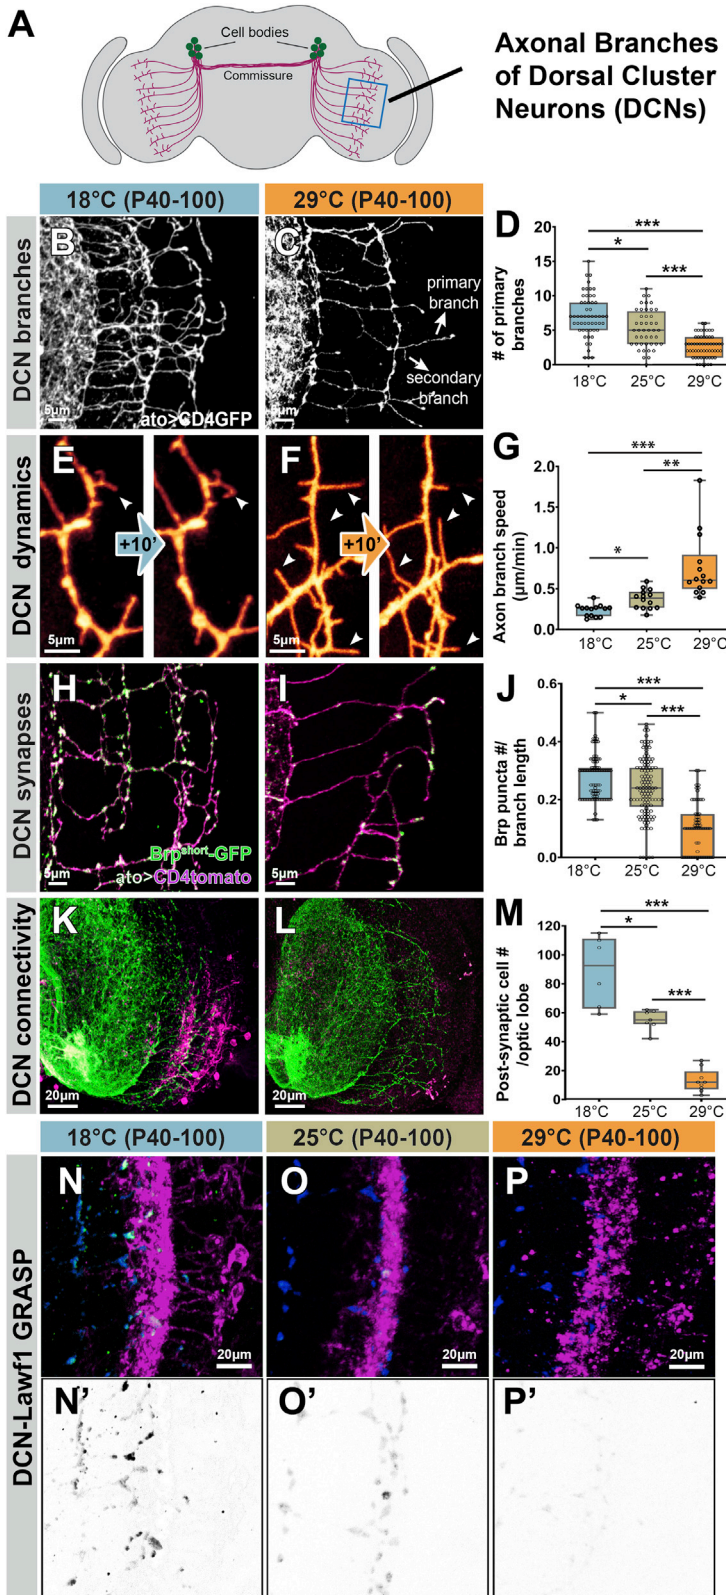 A
Cell bodies
Commissure
Axonal Branches
of Dorsal Cluster
Neurons (DCNs)
18°C (P40-100)
29°C (P40-100)
DCN branches
B
5µm
ato>CD4GFP
C
primary
branch
secondary
branch
5µm
D
# of primary
branches
20
15
10
5
0
***
*
***
18°C
25°C
29°C
DCN dynamics
E
+10'
5µm
F
+10'
5µm
G
Axon branch speed
(µm/min)
2.0
1.5
1.0
0.5
0.0
***
**
*
18°C
25°C
29°C
DCN synapses
H
Brpshort-GFP
ato>CD4tomato
5µm
I
5µm
J
Brp puncta #/
branch length
0.6
0.4
0.2
0.0
***
*
***
18°C
25°C
29°C
DCN connectivity
K
20µm
L
20µm
M
Post-synaptic cell #
/optic lobe
120
100
80
60
40
20
0
***
*
***
18°C
25°C
29°C
18°C (P40-100)
25°C (P40-100)
29°C (P40-100)
DCN-Lawf1 GRASP
N
20µm
O
20µm
P
20µm
N'
O'
P'